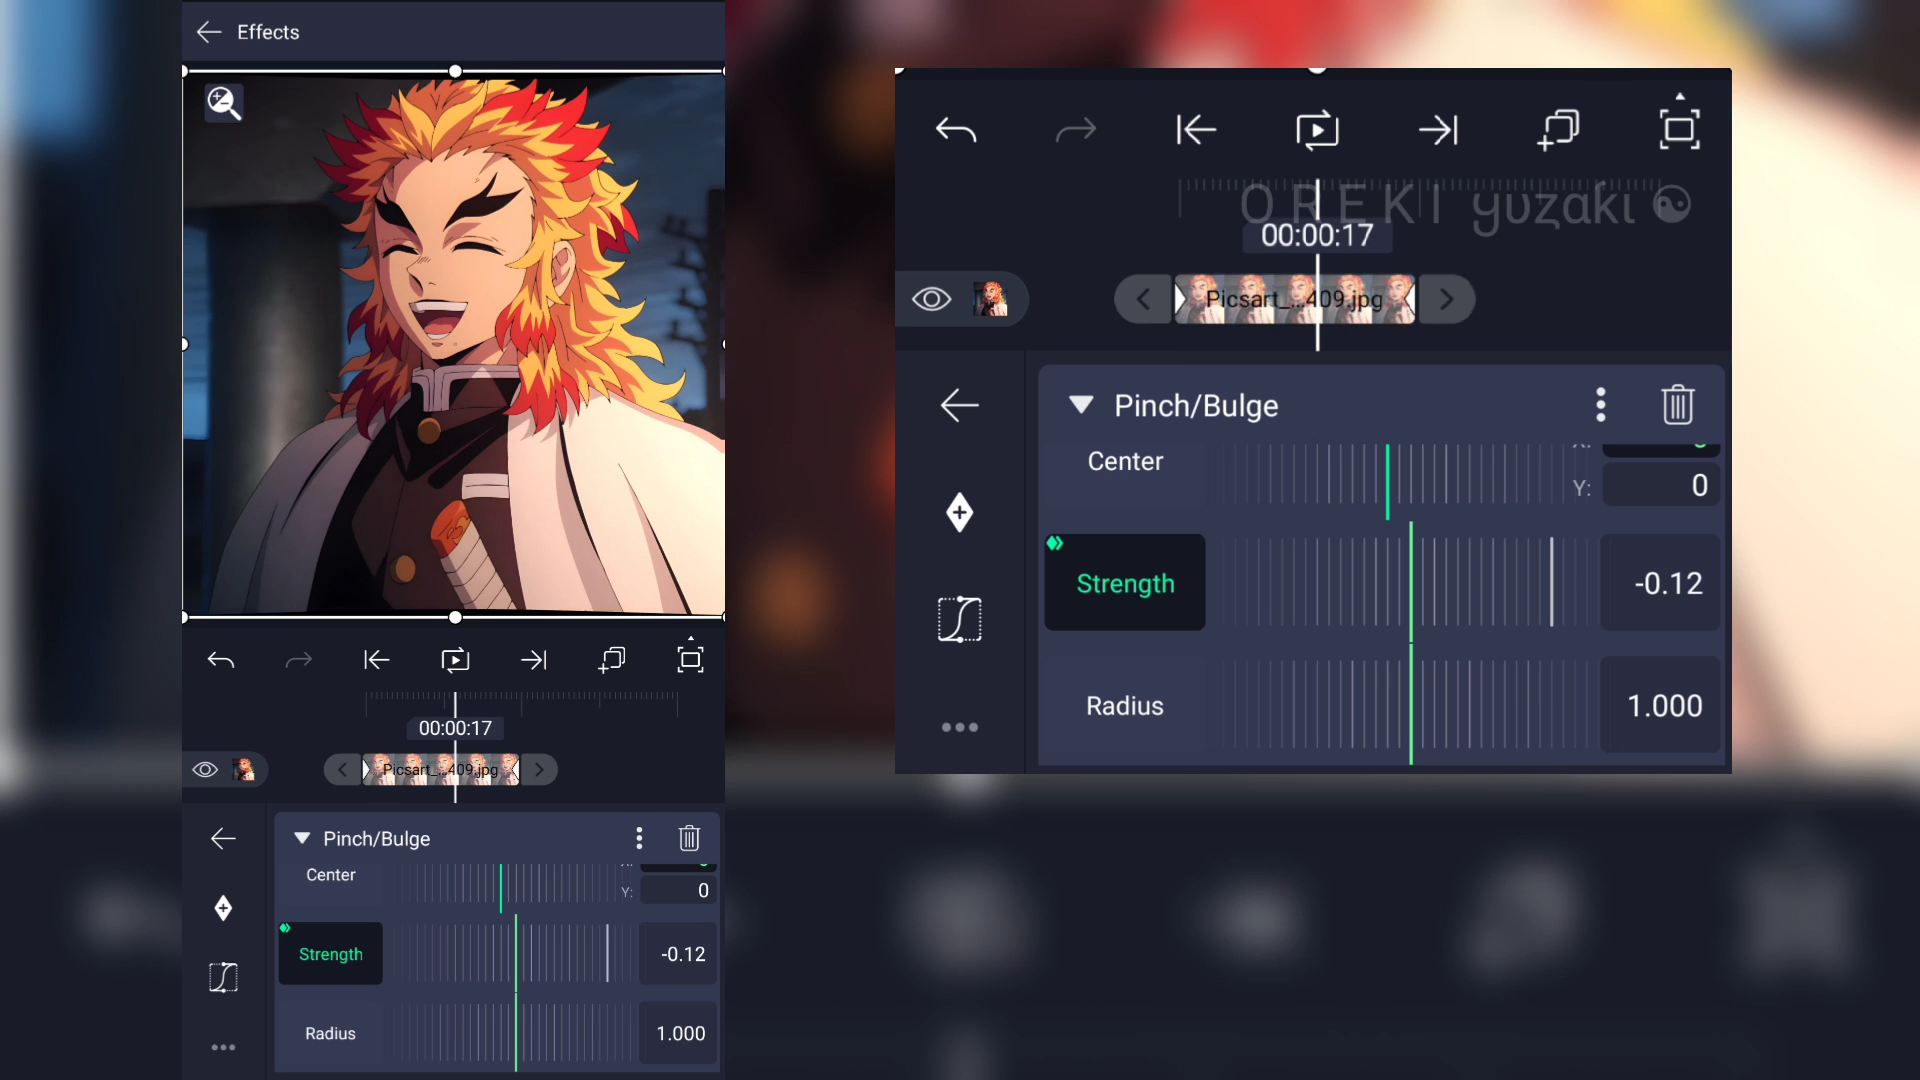 Effects
00:00:17
Picsart_...409.jpg
Pinch/Bulge
Center
Y: 0
Strength -0.12
Radius 1.000
OREKI yuzaki
00:00:17
Picsart_...409.jpg
Pinch/Bulge
Center
Y: 0
Strength -0.12
Radius 1.000